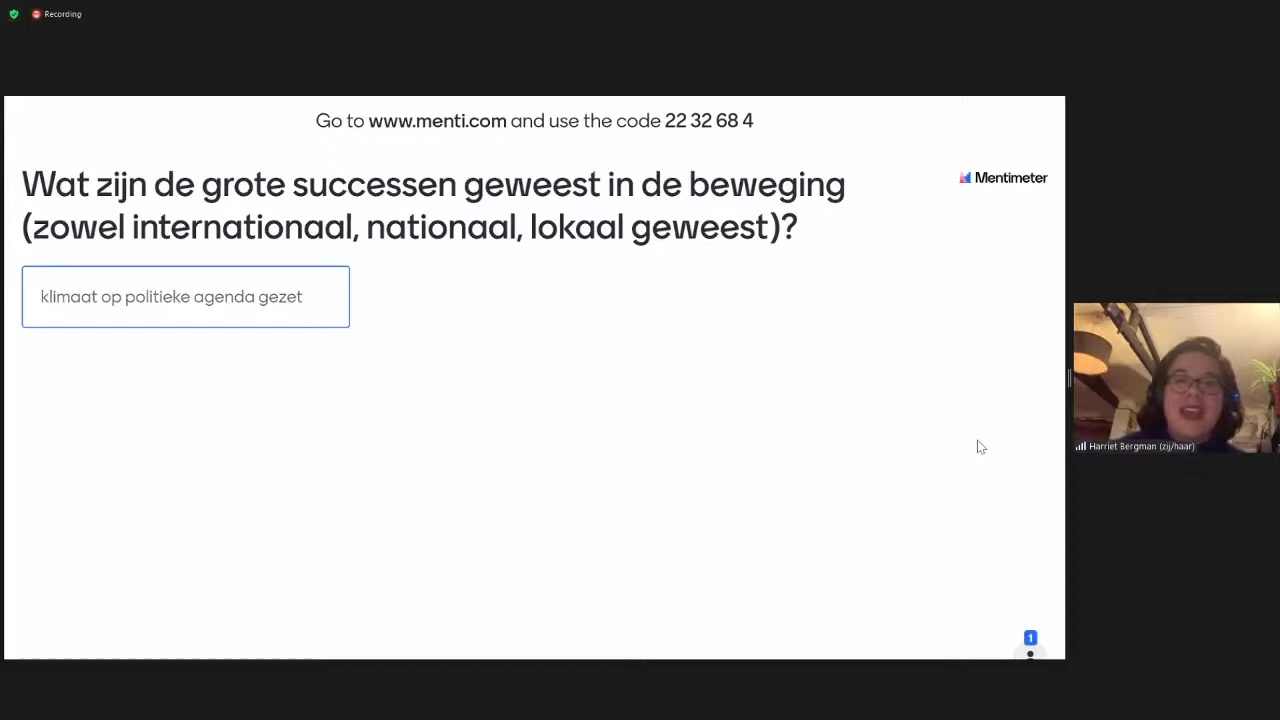 Recording
Go to www.menti.com and use the code 22 32 68 4
Wat zijn de grote successen geweest in de beweging
(zowel internationaal, nationaal, lokaal geweest)?
Mentimeter
klimaat op politieke agenda gezet
Harriet Bergman (zij/haar)
1